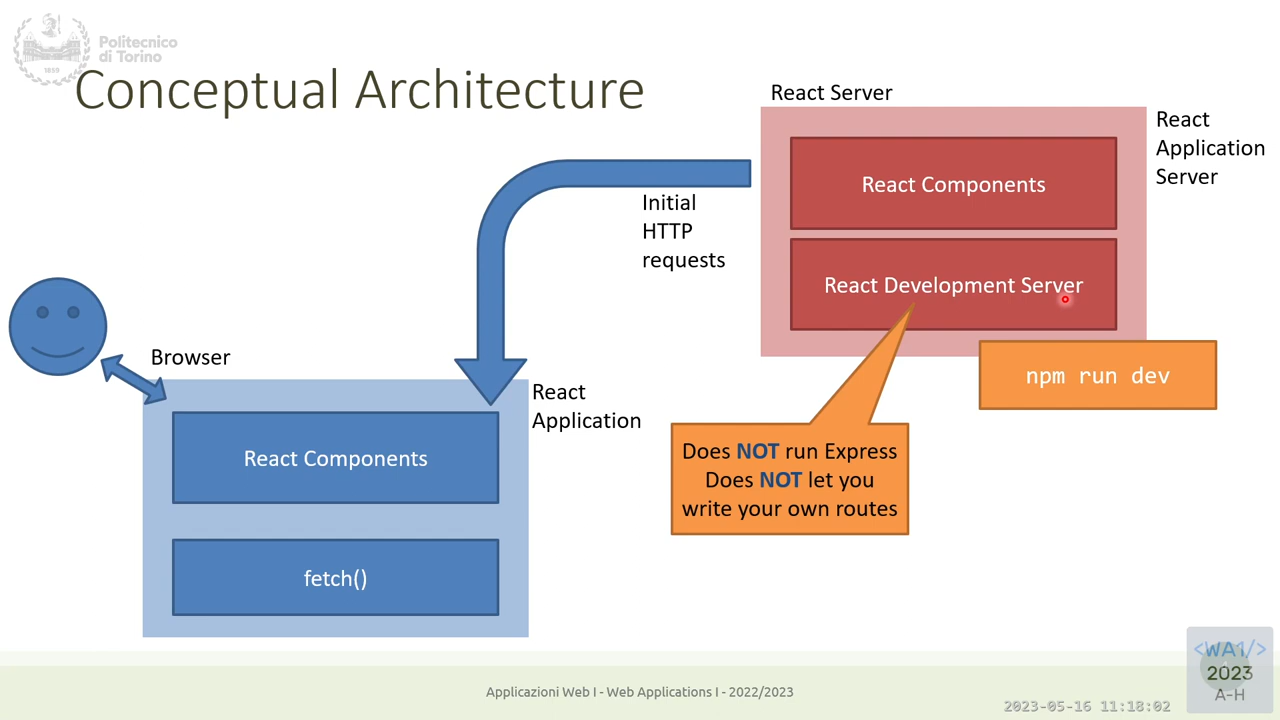 Politecnico
di Torino
1859
Conceptual Architecture
React Server
React
Application
Server
React Components
React Development Server
Initial
HTTP
requests
npm run dev
Does NOT run Express
Does NOT let you
write your own routes
Browser
React
Application
React Components
fetch()
Applicazioni Web I - Web Applications I - 2022/2023
<WA1/>
2023
A-H
2023-05-16 11:18:02